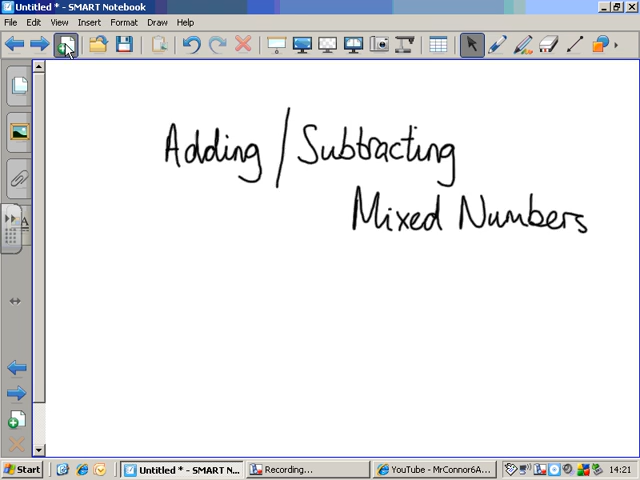 Untitled * - SMART Notebook
File Edit View Insert Format Draw Help
Adding / Subtracting
Mixed Numbers
A
Start
Untitled * - SMART N...
Recording...
YouTube - MrConnor6A...
14:21